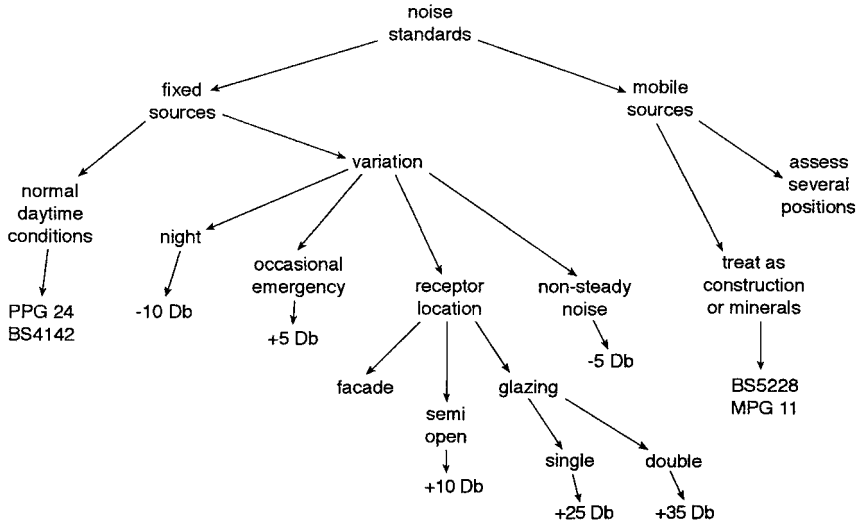 noise
standards
fixed
sources
mobile
sources
variation
assess
several
positions
normal
daytime
conditions
night
occasional
emergency
receptor
location
non-steady
noise
treat as
construction
or minerals
PPG 24
BS4142
-10 Db
+5 Db
-5 Db
facade
semi
open
glazing
BS5228
MPG 11
+10 Db
single
double
+25 Db
+35 Db